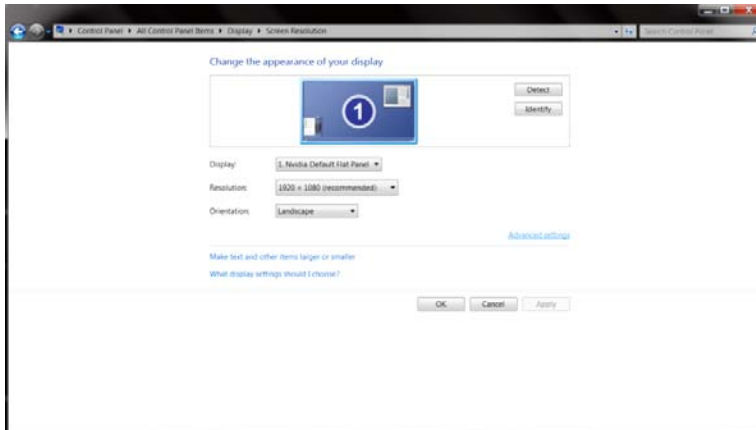 Control Panel ▸ All Control Panel Items ▸ Display ▸ Screen Resolution
Search Control Panel
Change the appearance of your display
1
Detect
Identify
Display: 1. Nvidia Default Flat Panel
Resolution: 1920 × 1080 (recommended)
Orientation: Landscape
Advanced settings
Make text and other items larger or smaller
What display settings should I choose?
OK Cancel Apply